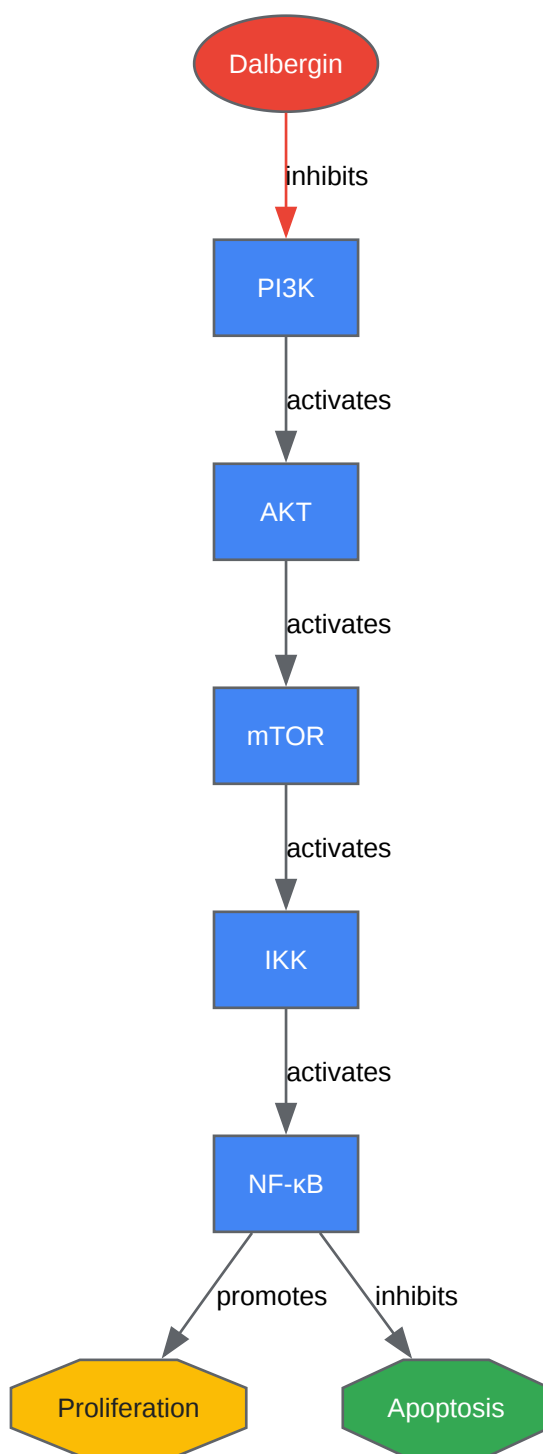 Dalbergin
inhibits
PI3K
activates
AKT
activates
mTOR
activates
IKK
activates
NF-κB
promotes
inhibits
Proliferation
Apoptosis